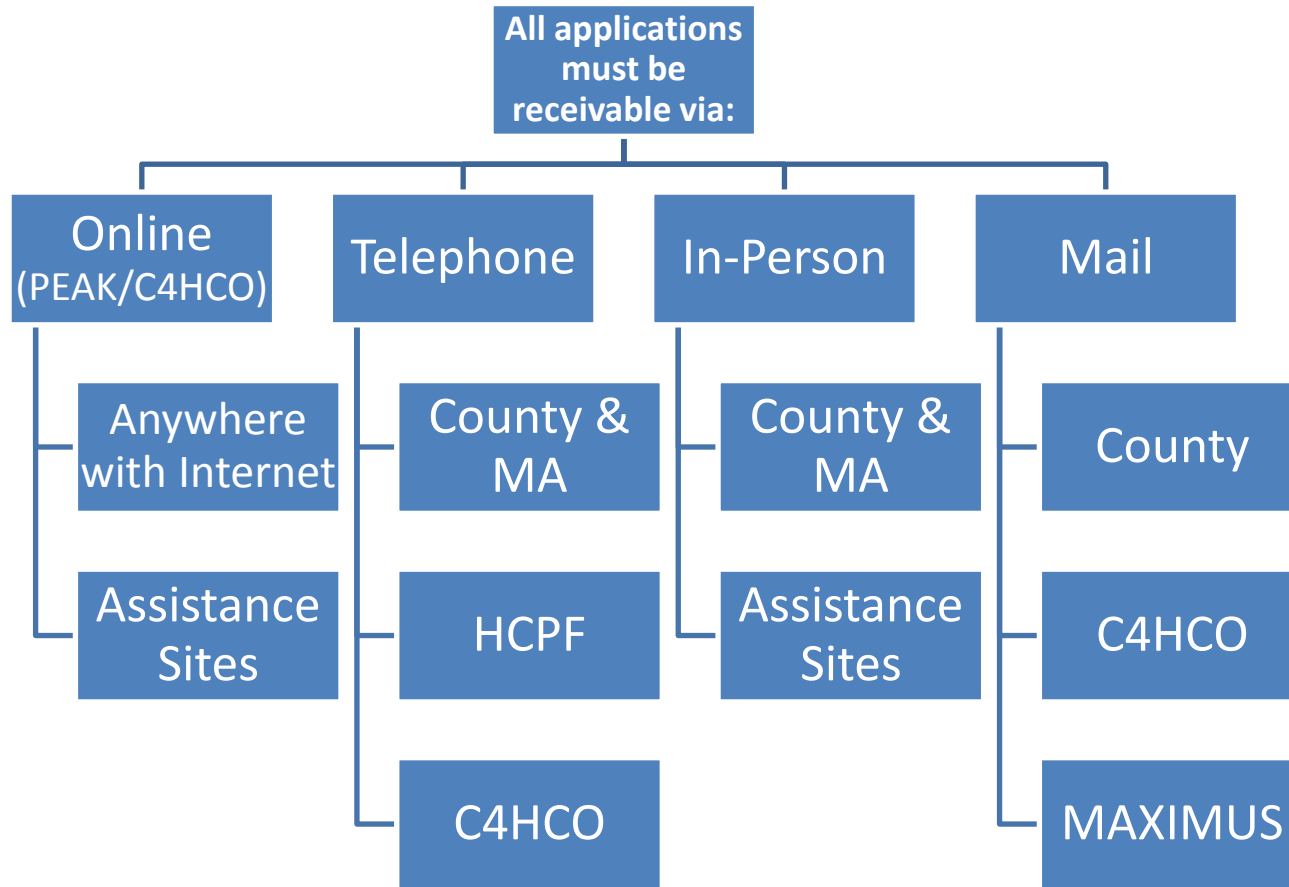 All applications
must be
receivable via:
Online
(PEAK/C4HCO)
Anywhere
with Internet
Assistance
Sites
Telephone
County &
MA
HCPF
C4HCO
In-Person
County &
MA
Assistance
Sites
Mail
County
C4HCO
MAXIMUS